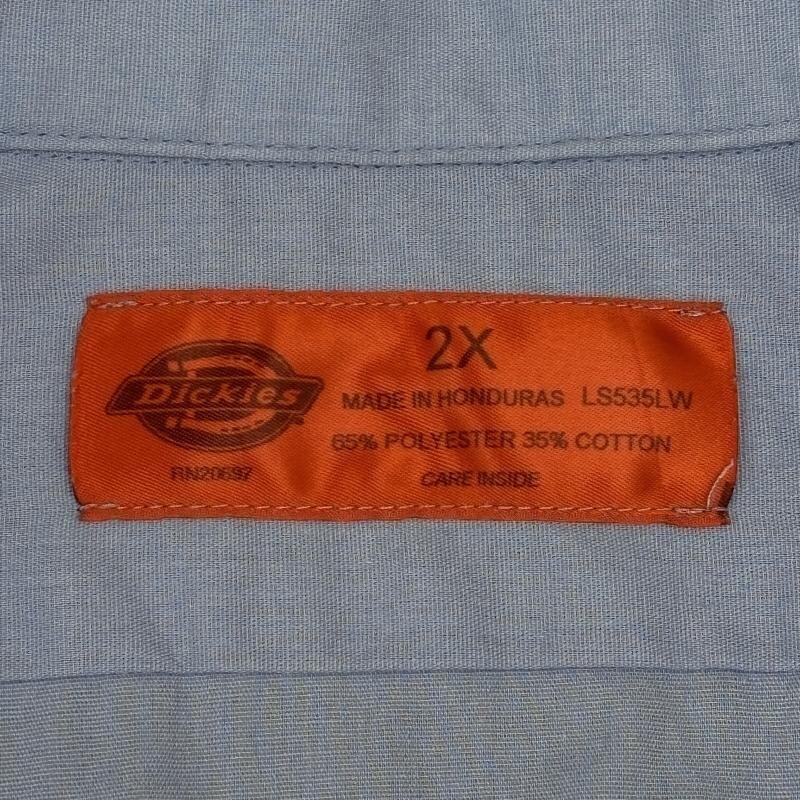 2X
Dickies
MADE IN HONDURAS LS535LW
65% POLYESTER 35% COTTON
RN20697
CARE INSIDE